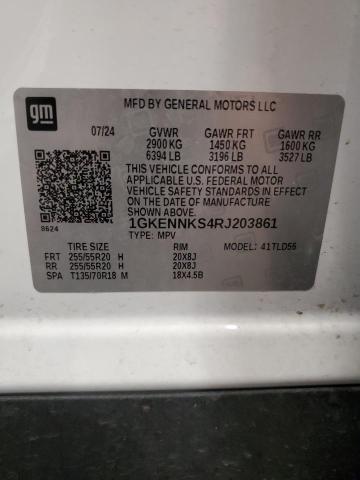 gm
MFD BY GENERAL MOTORS LLC
07/24 GVWR GAWR FRT GAWR RR
2900 KG 1450 KG 1600 KG
6394 LB 3196 LB 3527 LB
THIS VEHICLE CONFORMS TO ALL
APPLICABLE U.S. FEDERAL MOTOR
VEHICLE SAFETY STANDARDS IN EFFECT
ON THE DATE OF MANUFACTURE
SHOWN ABOVE.
1GKENNKS4RJ203861
8624 TYPE: MPV
TIRE SIZE RIM MODEL: 41TLD56
FRT 255/55R20 H 20X8J
RR 255/55R20 H 20X8J
SPA T135/70R18 M 18X4.5B